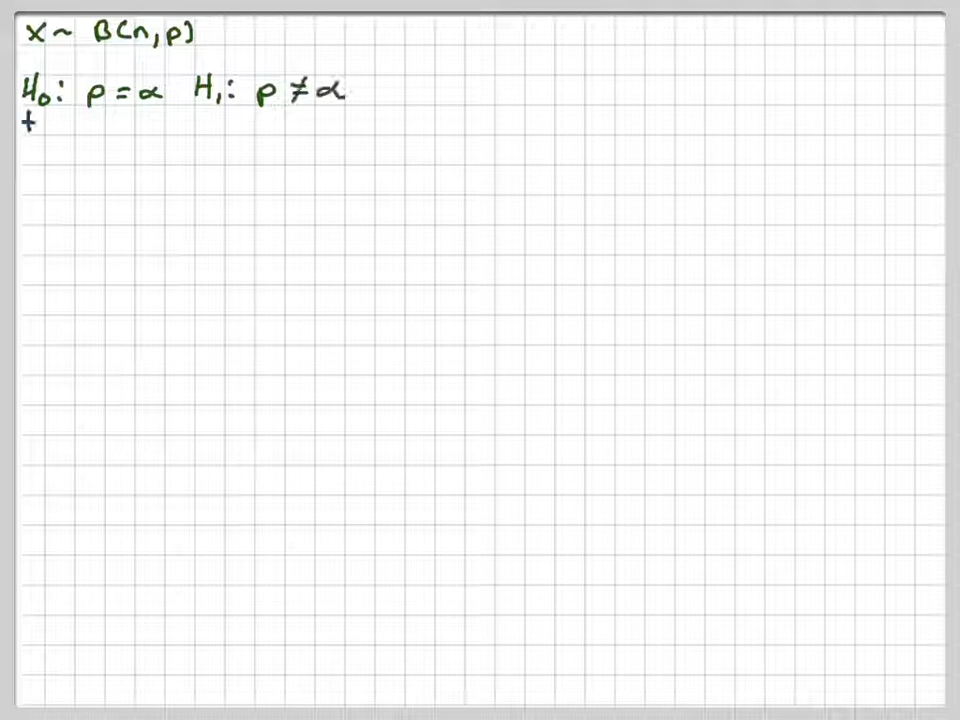 X ~ B(n, p)
H₀: p = α H₁: p ≠ α
t